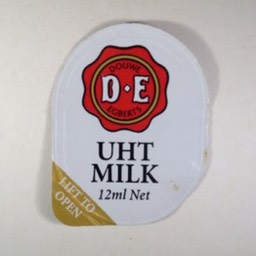 DOUWE
D·E
EGBERTS
UHT
MILK
12ml Net
LIFT TO
OPEN